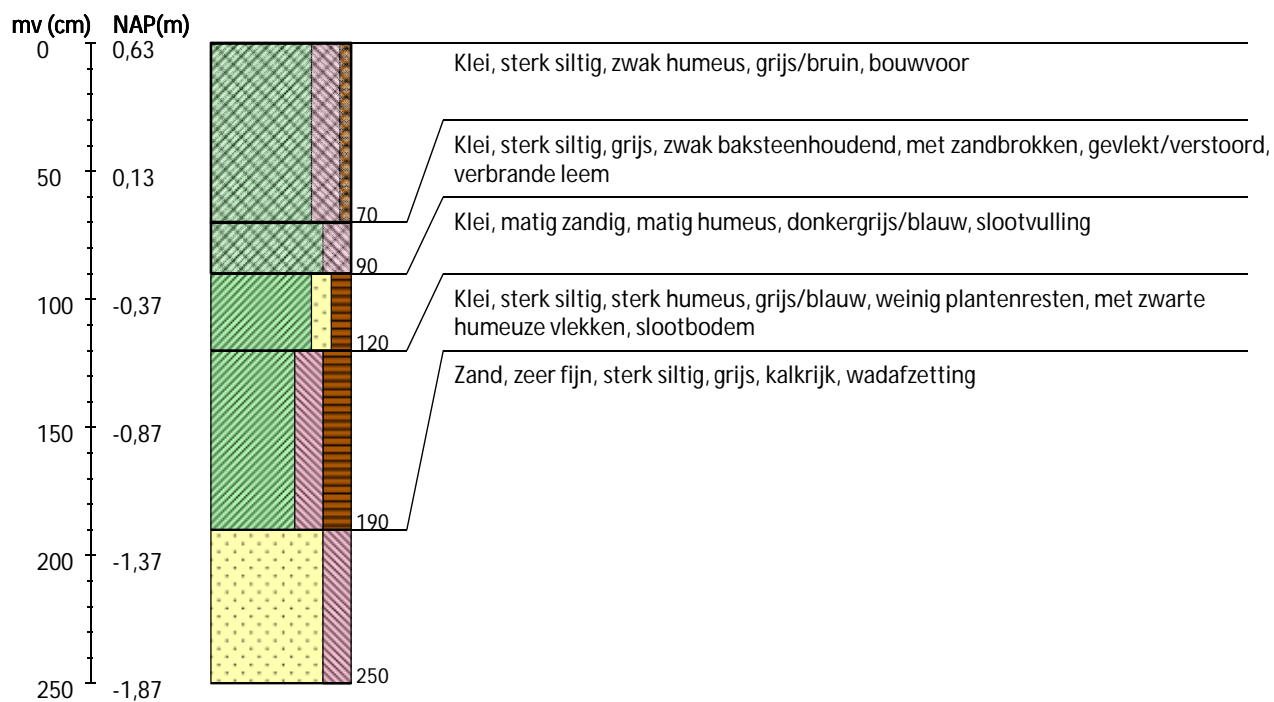 mv (cm) NAP(m)
0 0,63
Klei, sterk siltig, zwak humeus, grijs/bruin, bouwvoor
Klei, sterk siltig, grijs, zwak baksteenhoudend, met zandbrokken, gevlekt/verstoord,
verbrande leem
50 0,13
70
Klei, matig zandig, matig humeus, donkergrijs/blauw, slootvulling
90
100 -0,37
Klei, sterk siltig, sterk humeus, grijs/blauw, weinig plantenresten, met zwarte
humeuze vlekken, slootbodem
120
Zand, zeer fijn, sterk siltig, grijs, kalkrijk, wadafzetting
150 -0,87
190
200 -1,37
250
250 -1,87